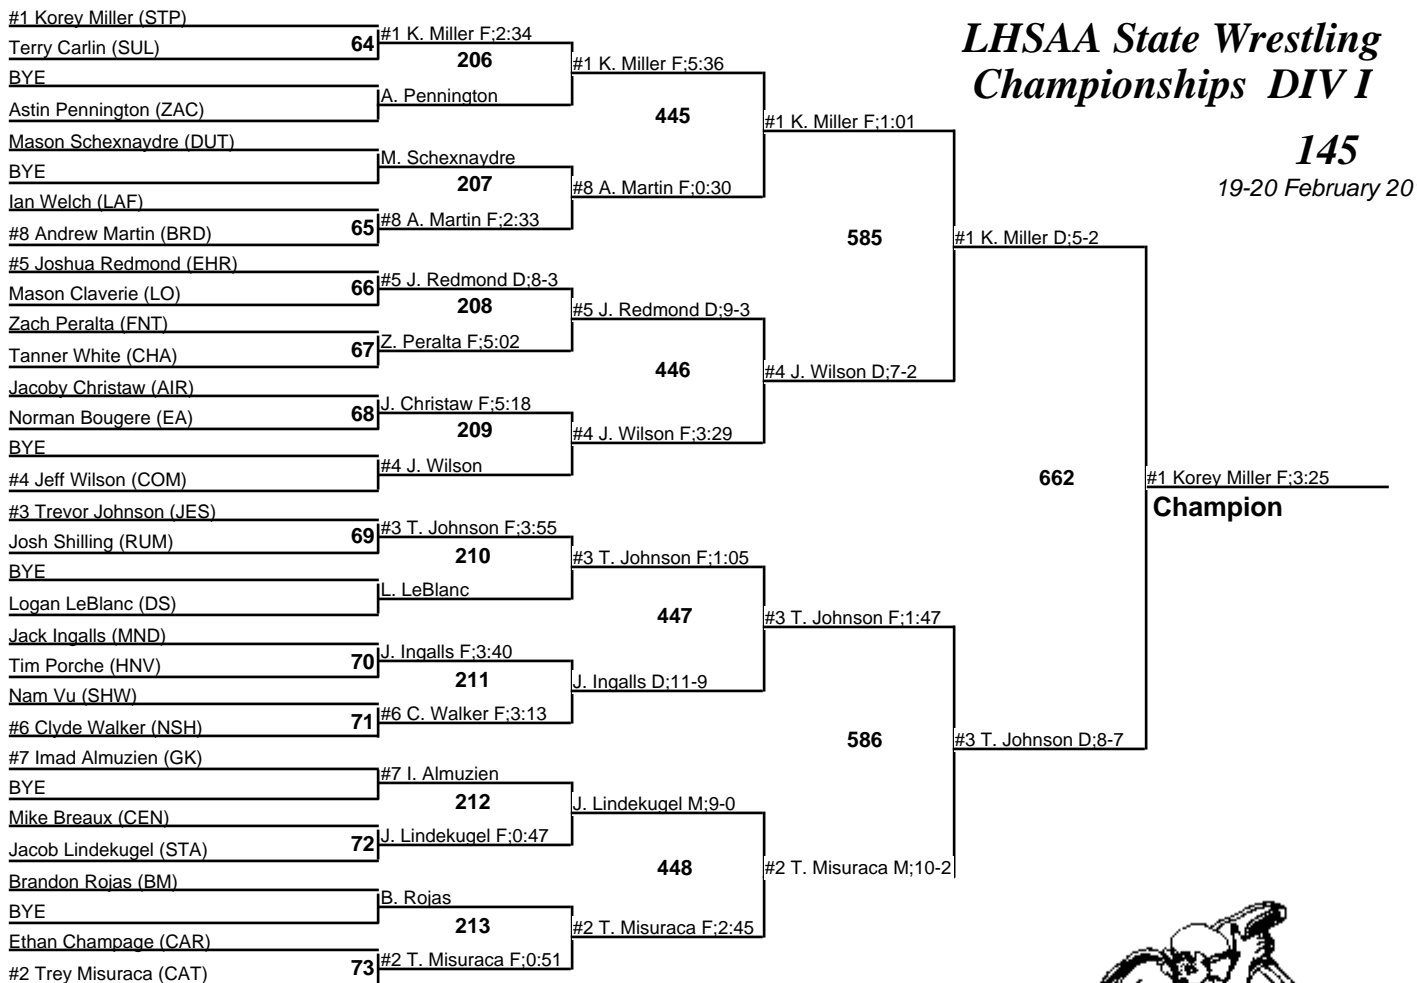 LHSAA State Wrestling
Championships DIV I
145
19-20 February 20
#1 Korey Miller (STP)
Terry Carlin (SUL)
BYE
Astin Pennington (ZAC)
Mason Schexnaydre (DUT)
BYE
Ian Welch (LAF)
#8 Andrew Martin (BRD)
#5 Joshua Redmond (EHR)
Mason Claverie (LO)
Zach Peralta (FNT)
Tanner White (CHA)
Jacoby Christaw (AIR)
Norman Bougere (EA)
BYE
#4 Jeff Wilson (COM)
#3 Trevor Johnson (JES)
Josh Shilling (RUM)
BYE
Logan LeBlanc (DS)
Jack Ingalls (MND)
Tim Porche (HNV)
Nam Vu (SHW)
#6 Clyde Walker (NSH)
#7 Imad Almuzien (GK)
BYE
Mike Breaux (CEN)
Jacob Lindekugel (STA)
Brandon Rojas (BM)
BYE
Ethan Champage (CAR)
#2 Trey Misuraca (CAT)
64
65
66
67
68
69
70
71
72
73
#1 K. Miller F;2:34
206
A. Pennington
M. Schexnaydre
207
#8 A. Martin F;2:33
#5 J. Redmond D;8-3
208
Z. Peralta F;5:02
J. Christaw F;5:18
209
#4 J. Wilson
#3 T. Johnson F;3:55
210
L. LeBlanc
J. Ingalls F;3:40
211
#6 C. Walker F;3:13
#7 I. Almuzien
212
J. Lindekugel F;0:47
B. Rojas
213
#2 T. Misuraca F;0:51
#1 K. Miller F;5:36
445
#8 A. Martin F;0:30
#5 J. Redmond D;9-3
446
#4 J. Wilson F;3:29
#3 T. Johnson F;1:05
447
J. Ingalls D;11-9
J. Lindekugel M;9-0
448
#2 T. Misuraca F;2:45
#1 K. Miller F;1:01
585
#4 J. Wilson D;7-2
#3 T. Johnson F;1:47
586
#2 T. Misuraca M;10-2
#1 K. Miller D;5-2
662
#3 T. Johnson D;8-7
#1 Korey Miller F;3:25
Champion